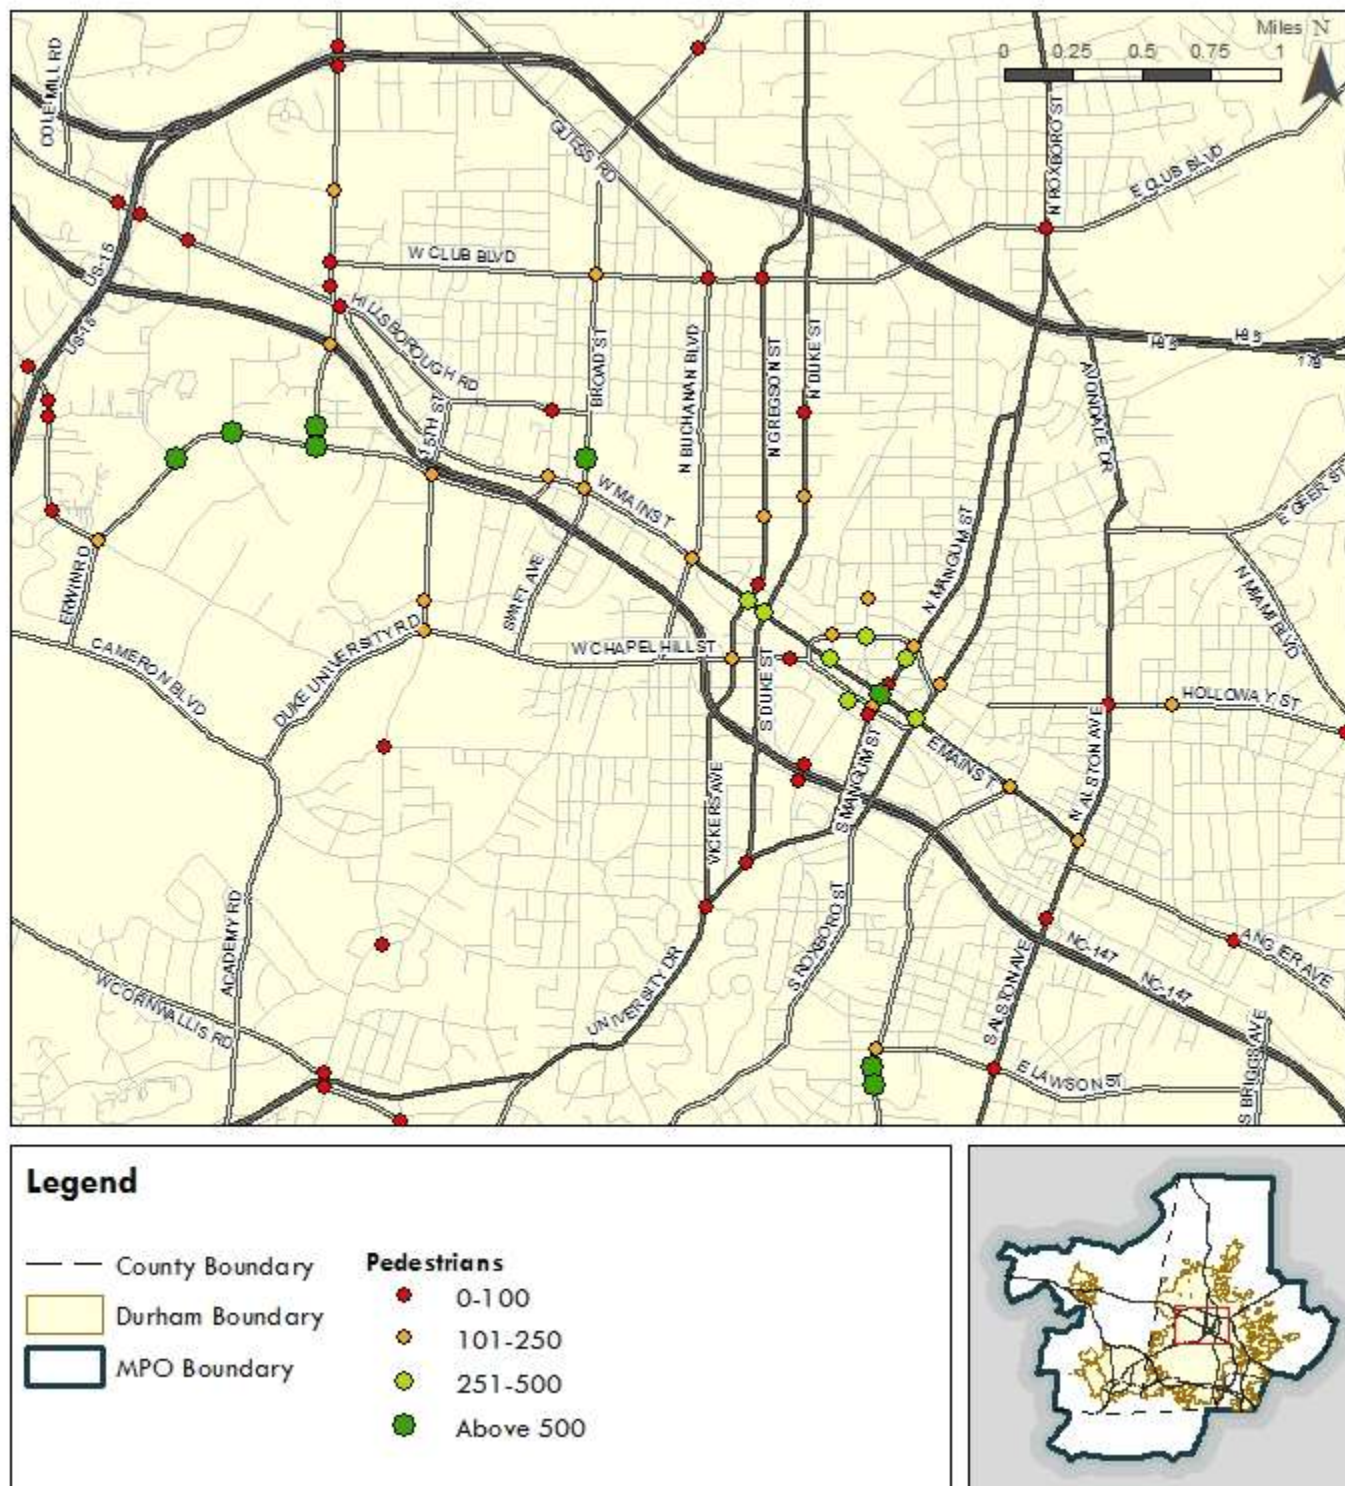 Miles N
0 0.25 0.5 0.75 1
COLE MILL RD
GUESS RD
N ROXBORO ST
E CLUB BLVD
US-15
W CLUB BLVD
US-15
HILLSBOROUGH RD
BROAD ST
N BUCHANAN BLVD
N GREGSON ST
N DUKE ST
I-85
I-85
AVONDALE DR
15TH ST
W MAIN ST
E GEER ST
N MANGUM ST
N MIAMI BLVD
ERWIN RD
SWIFT AVE
CAMERON BLVD
DUKE UNIVERSITY RD
W CHAPEL HILL ST
S DUKE ST
HOLLOWAY ST
E MAIN ST
S MANGUM ST
N ALSTON AVE
VICKERS AVE
ACADEMY RD
S ROXBORO ST
W CORNWALLIS RD
UNIVERSITY DR
NC-147
NC-147
ANGIER AVE
S ALSTON AVE
E LAWSON ST
S BRIGGS AVE
Legend
County Boundary
Durham Boundary
MPO Boundary
Pedestrians
0-100
101-250
251-500
Above 500